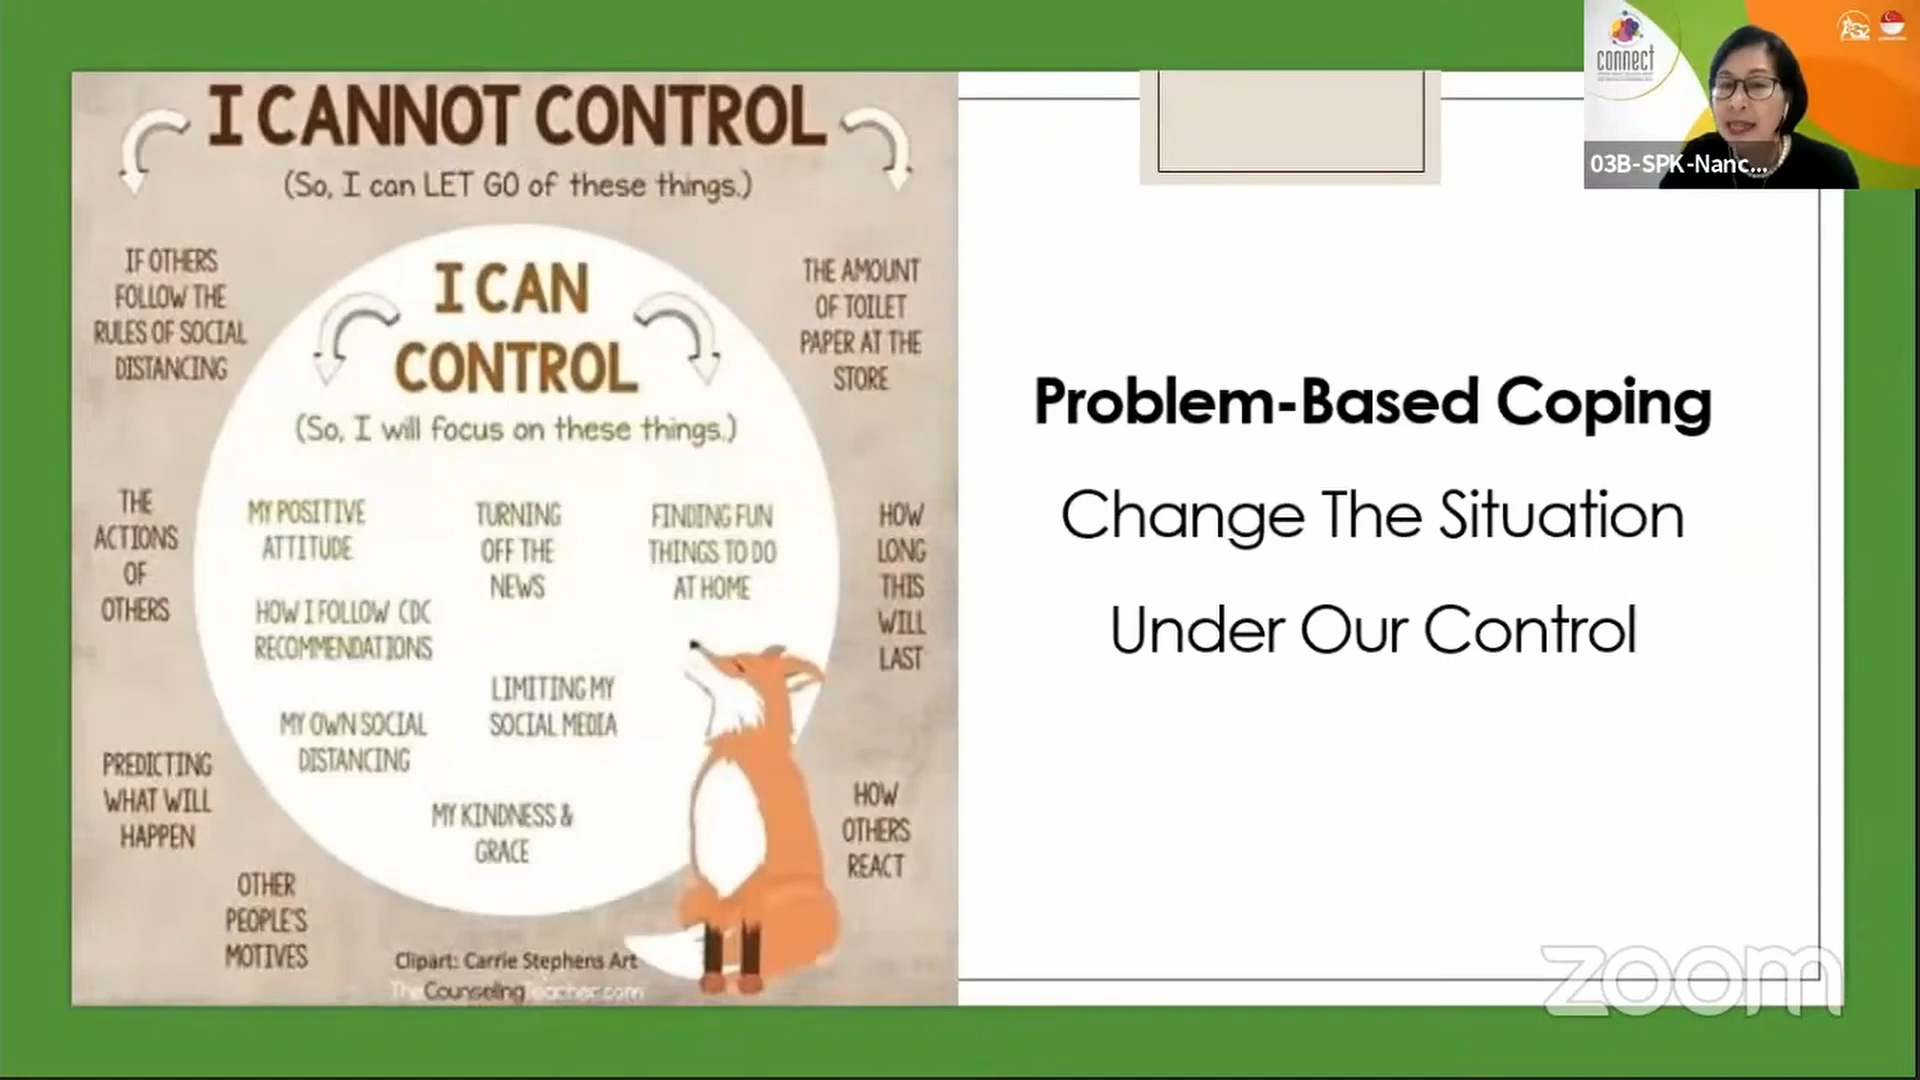 I CANNOT CONTROL
(So, I can LET GO of these things.)
IF OTHERS
FOLLOW THE
RULES OF SOCIAL
DISTANCING
THE AMOUNT
OF TOILET
PAPER AT THE
STORE
I CAN
CONTROL
(So, I will focus on these things.)
THE
ACTIONS
OF
OTHERS
MY POSITIVE
ATTITUDE
TURNING
OFF THE
NEWS
FINDING FUN
THINGS TO DO
AT HOME
HOW
LONG
THIS
WILL
LAST
HOW I FOLLOW CDC
RECOMMENDATIONS
LIMITING MY
SOCIAL MEDIA
MY OWN SOCIAL
DISTANCING
PREDICTING
WHAT WILL
HAPPEN
MY KINDNESS &
GRACE
HOW
OTHERS
REACT
OTHER
PEOPLE'S
MOTIVES
Clipart: Carrie Stephens Art
TheCounselingTeacher.com
Problem-Based Coping
Change The Situation
Under Our Control
connect
03B-SPK-Nanc...
zoom